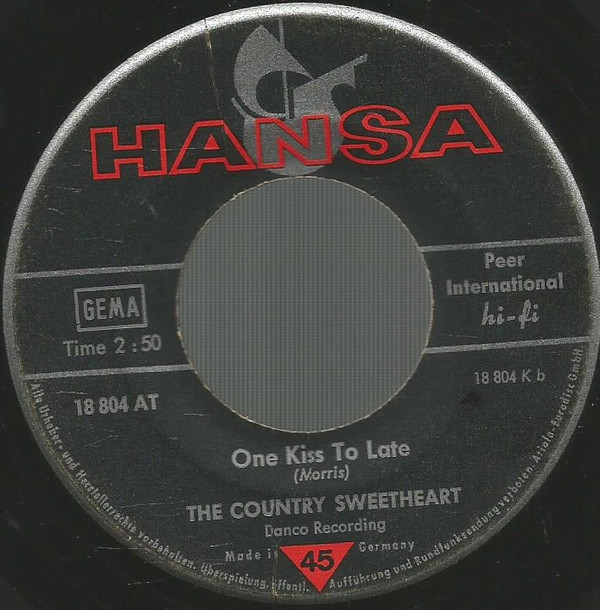 HANSA
Peer
International
hi-fi
GEMA
Time 2:50
18 804 K b
18 804 AT
One Kiss To Late
(Norris)
THE COUNTRY SWEETHEART
Danco Recording
Made in Germany
45
Alle Urheber- und Herstellerrechte vorbehalten. Überspielung, öffentl. Aufführung und Rundfunksendung verboten. Ariola-Eurodisc GmbH